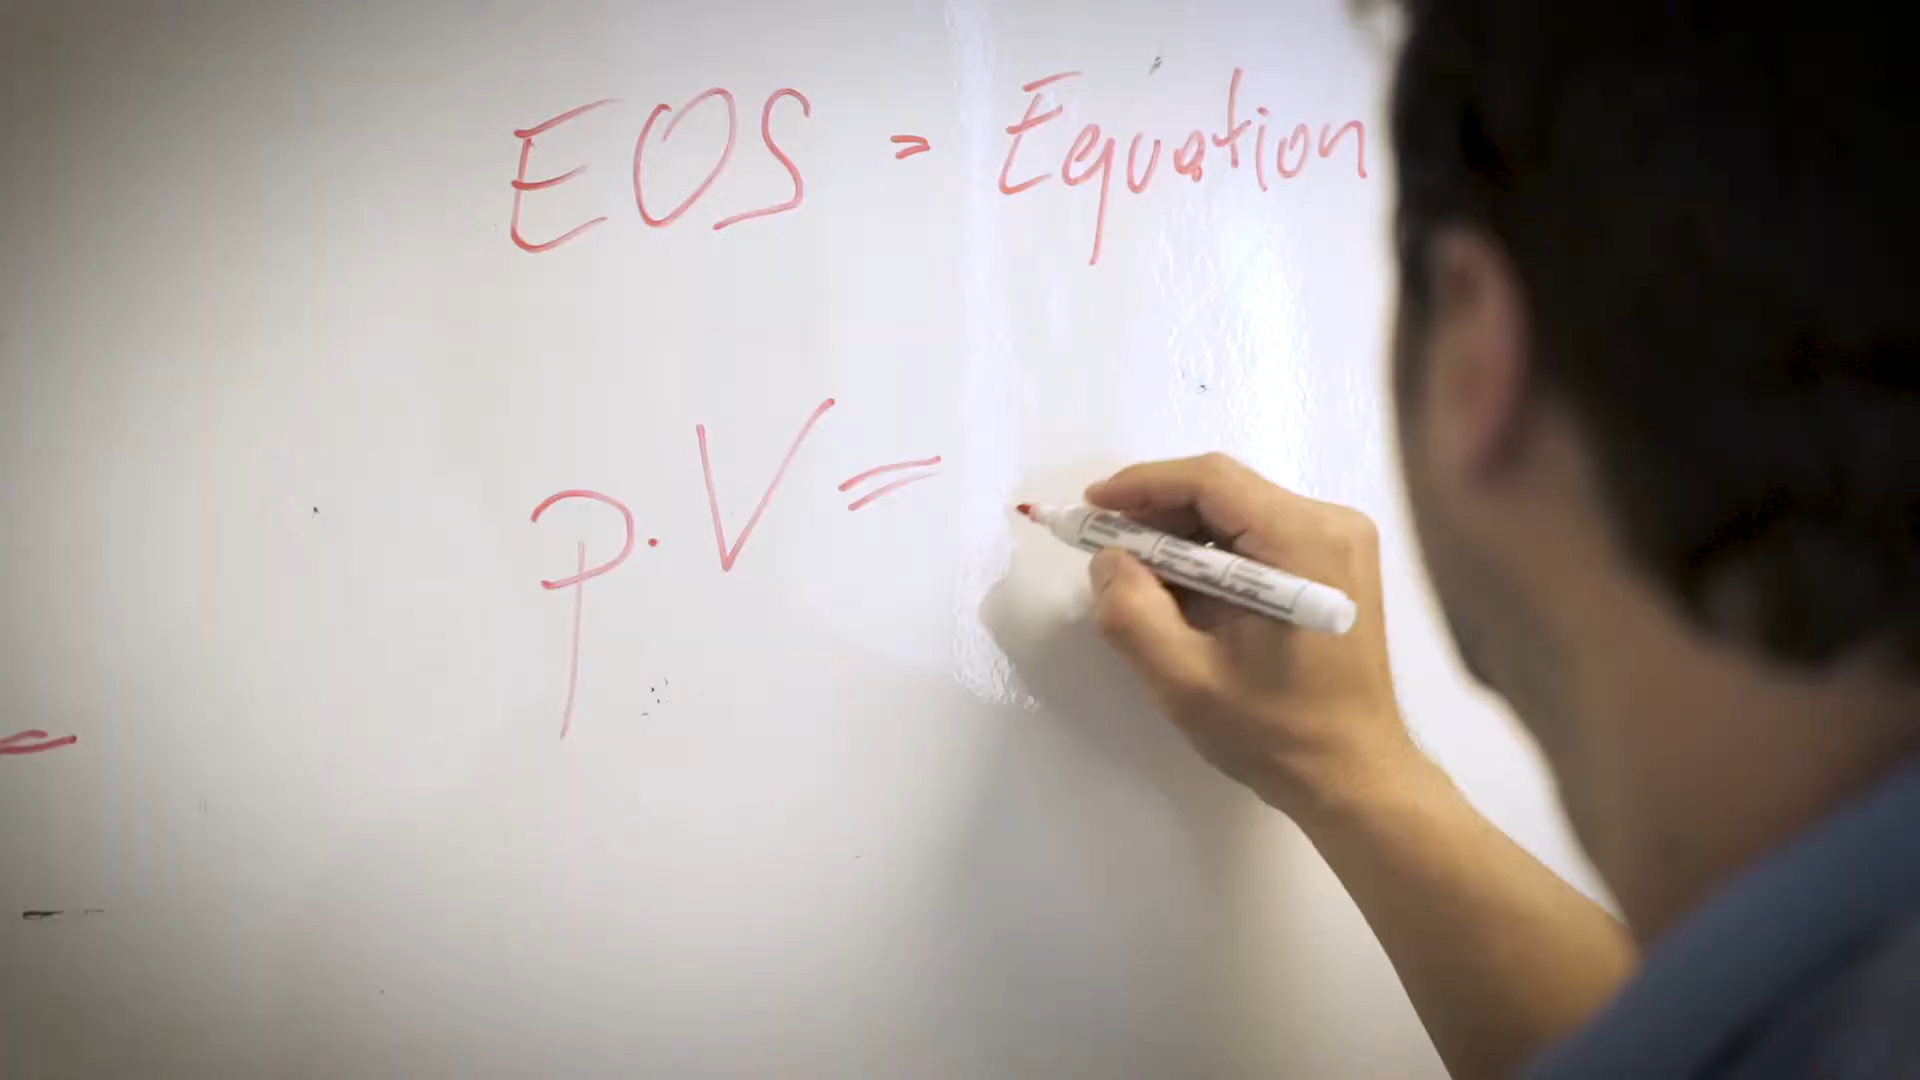 EOS = Equation
p. V =